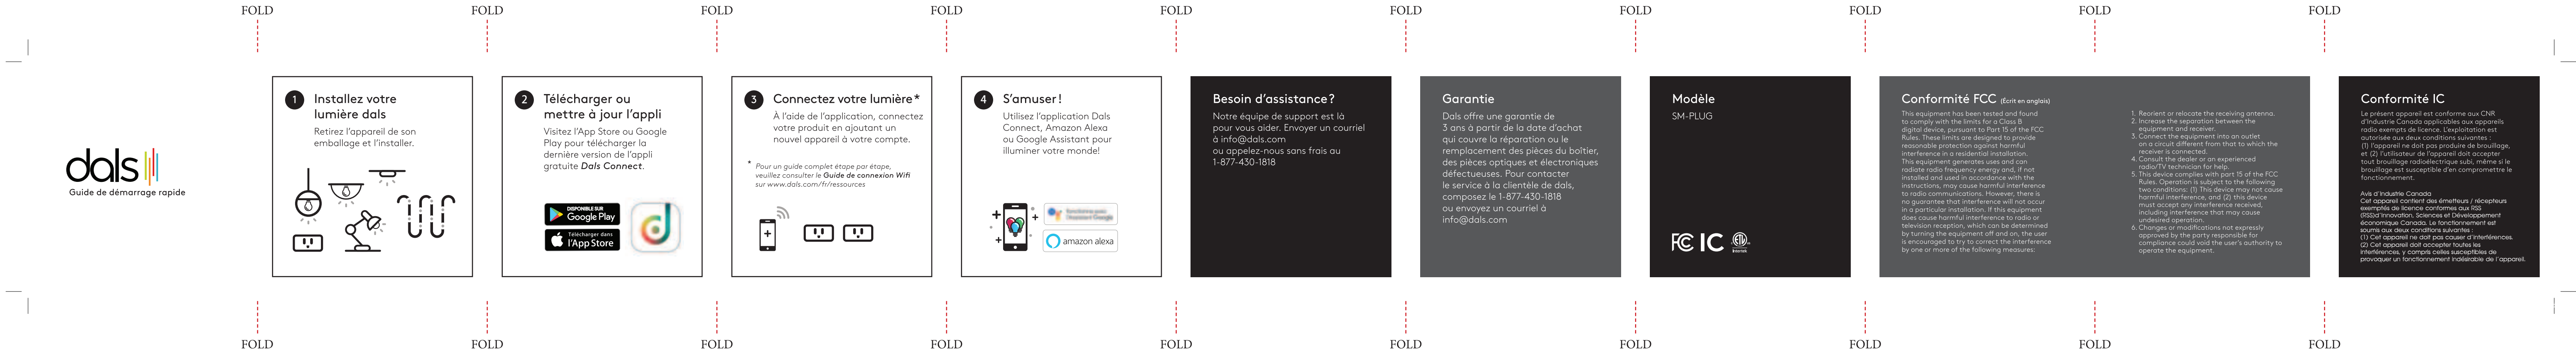 FOLD FOLD FOLD FOLD FOLD FOLD FOLD FOLD FOLD FOLD
dals
Guide de démarrage rapide
1
Installez votre
lumière dals
Retirez l'appareil de son
emballage et l'installer.
2
Télécharger ou
mettre à jour l'appli
Visitez l'App Store ou Google
Play pour télécharger la
dernière version de l'appli
gratuite Dals Connect.
DISPONIBLE SUR
Google Play
Télécharger dans
l'App Store
3
Connectez votre lumière*
À l'aide de l'application, connectez
votre produit en ajoutant un
nouvel appareil à votre compte.
* Pour un guide complet étape par étape,
veuillez consulter le Guide de connexion Wifi
sur www.dals.com/fr/ressources
4
S'amuser !
Utilisez l'application Dals
Connect, Amazon Alexa
ou Google Assistant pour
illuminer votre monde!
fonctionne avec
l'Assistant Google
amazon alexa
Besoin d'assistance ?
Notre équipe de support est là
pour vous aider. Envoyer un courriel
à info@dals.com
ou appelez-nous sans frais au
1-877-430-1818
Garantie
Dals offre une garantie de
3 ans à partir de la date d'achat
qui couvre la réparation ou le
remplacement des pièces du boîtier,
des pièces optiques et électroniques
défectueuses. Pour contacter
le service à la clientèle de dals,
composez le 1-877-430-1818
ou envoyez un courriel à
info@dals.com
Modèle
SM-PLUG
FC IC ETL
Intertek
Conformité FCC (Écrit en anglais)
This equipment has been tested and found
to comply with the limits for a Class B
digital device, pursuant to Part 15 of the FCC
Rules. These limits are designed to provide
reasonable protection against harmful
interference in a residential installation.
This equipment generates uses and can
radiate radio frequency energy and, if not
installed and used in accordance with the
instructions, may cause harmful interference
to radio communications. However, there is
no guarantee that interference will not occur
in a particular installation. If this equipment
does cause harmful interference to radio or
television reception, which can be determined
by turning the equipment off and on, the user
is encouraged to try to correct the interference
by one or more of the following measures:
1. Reorient or relocate the receiving antenna.
2. Increase the separation between the
equipment and receiver.
3. Connect the equipment into an outlet
on a circuit different from that to which the
receiver is connected.
4. Consult the dealer or an experienced
radio/TV technician for help.
5. This device complies with part 15 of the FCC
Rules. Operation is subject to the following
two conditions: (1) This device may not cause
harmful interference, and (2) this device
must accept any interference received,
including interference that may cause
undesired operation.
6. Changes or modifications not expressly
approved by the party responsible for
compliance could void the user's authority to
operate the equipment.
Conformité IC
Le présent appareil est conforme aux CNR
d'Industrie Canada applicables aux appareils
radio exempts de licence. L'exploitation est
autorisée aux deux conditions suivantes :
(1) l'appareil ne doit pas produire de brouillage,
et (2) l'utilisateur de l'appareil doit accepter
tout brouillage radioélectrique subi, même si le
brouillage est susceptible d'en compromettre le
fonctionnement.
Avis d'Industrie Canada
Cet appareil contient des émetteurs / récepteurs
exemptés de licence conformes aux RSS
(RSS)d'Innovation, Sciences et Développement
économique Canada. Le fonctionnement est
soumis aux deux conditions suivantes :
(1) Cet appareil ne doit pas causer d'interférences.
(2) Cet appareil doit accepter toutes les
interférences, y compris celles susceptibles de
provoquer un fonctionnement indésirable de l'appareil.
FOLD FOLD FOLD FOLD FOLD FOLD FOLD FOLD FOLD FOLD